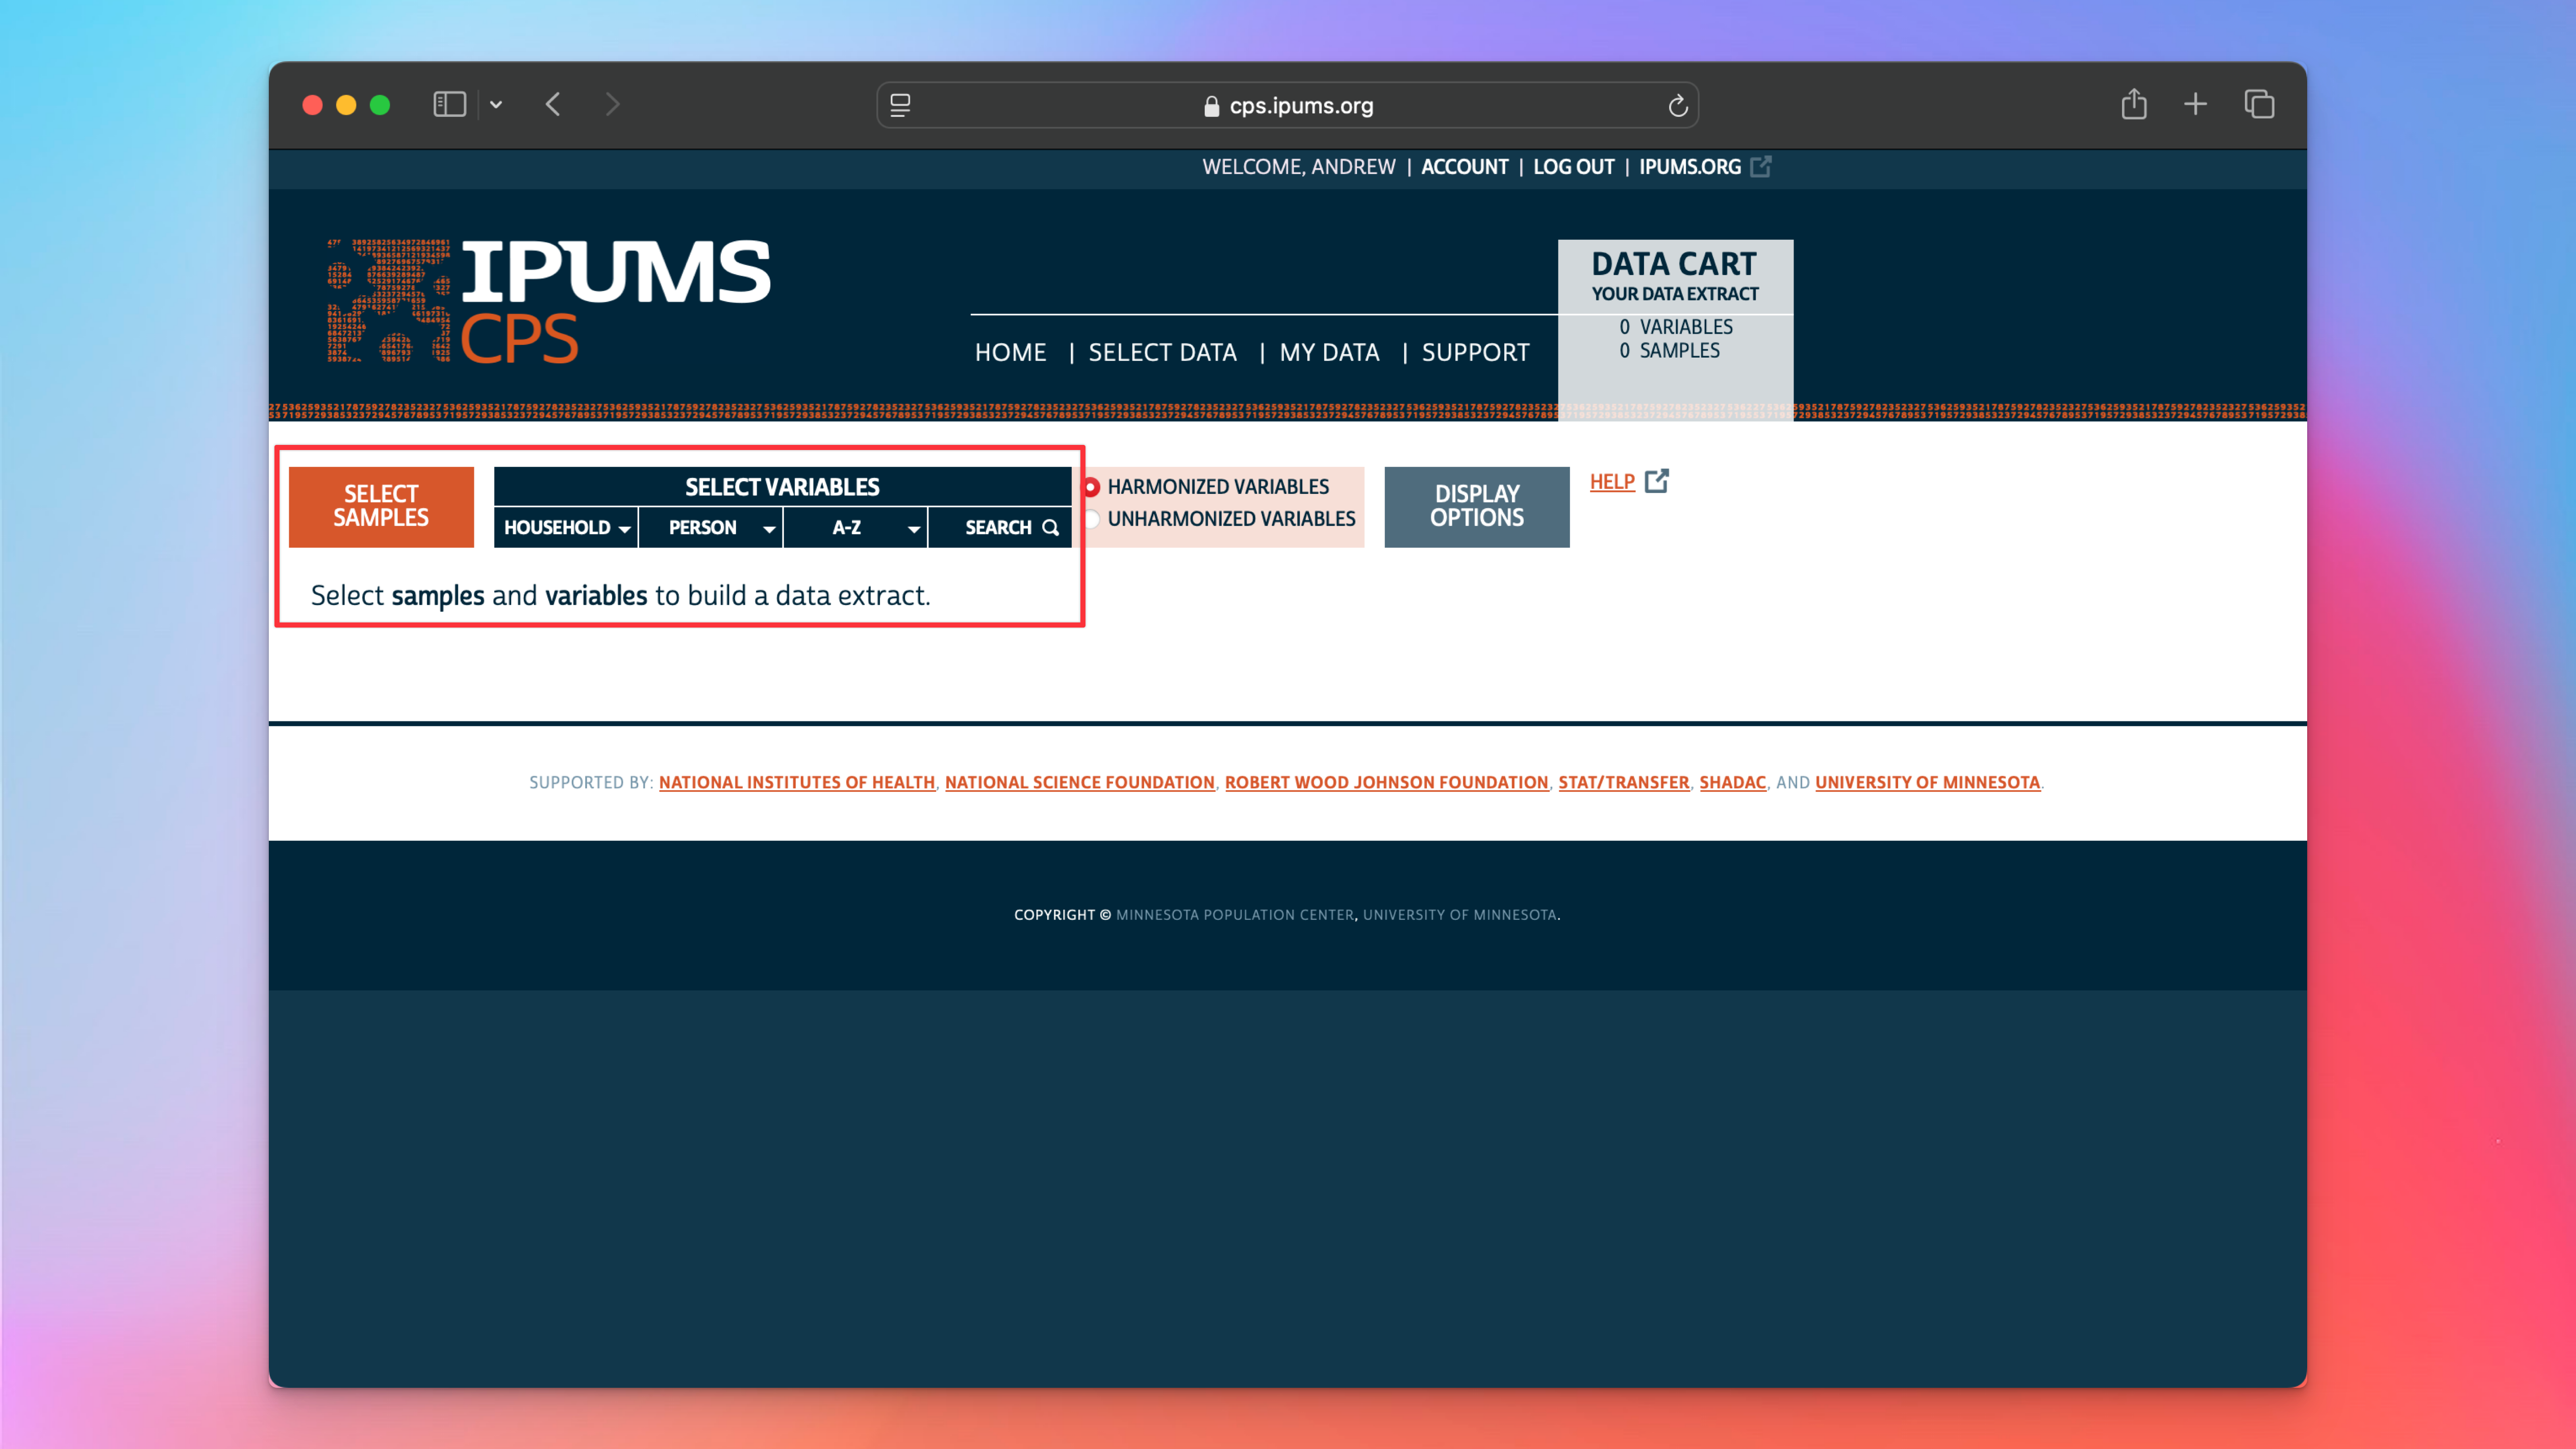 cps.ipums.org
WELCOME, ANDREW | ACCOUNT | LOG OUT | IPUMS.ORG
IPUMS
CPS
DATA CART
YOUR DATA EXTRACT
0 VARIABLES
0 SAMPLES
HOME | SELECT DATA | MY DATA | SUPPORT
SELECT
SAMPLES
SELECT VARIABLES
HOUSEHOLD PERSON A-Z SEARCH
HARMONIZED VARIABLES
UNHARMONIZED VARIABLES
DISPLAY
OPTIONS
HELP
Select samples and variables to build a data extract.
SUPPORTED BY: NATIONAL INSTITUTES OF HEALTH, NATIONAL SCIENCE FOUNDATION, ROBERT WOOD JOHNSON FOUNDATION, STAT/TRANSFER, SHADAC, AND UNIVERSITY OF MINNESOTA.
COPYRIGHT © MINNESOTA POPULATION CENTER, UNIVERSITY OF MINNESOTA.